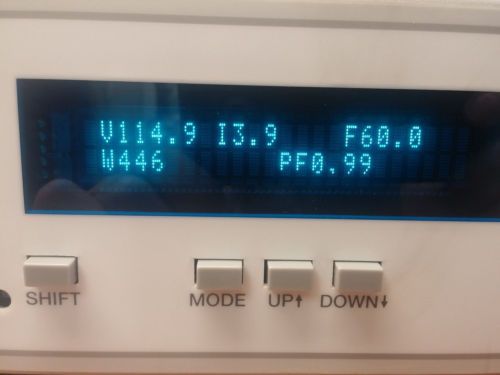 V114.9 I3.9 F60.0
W446 PF0.99
SHIFT MODE UP↑ DOWN↓